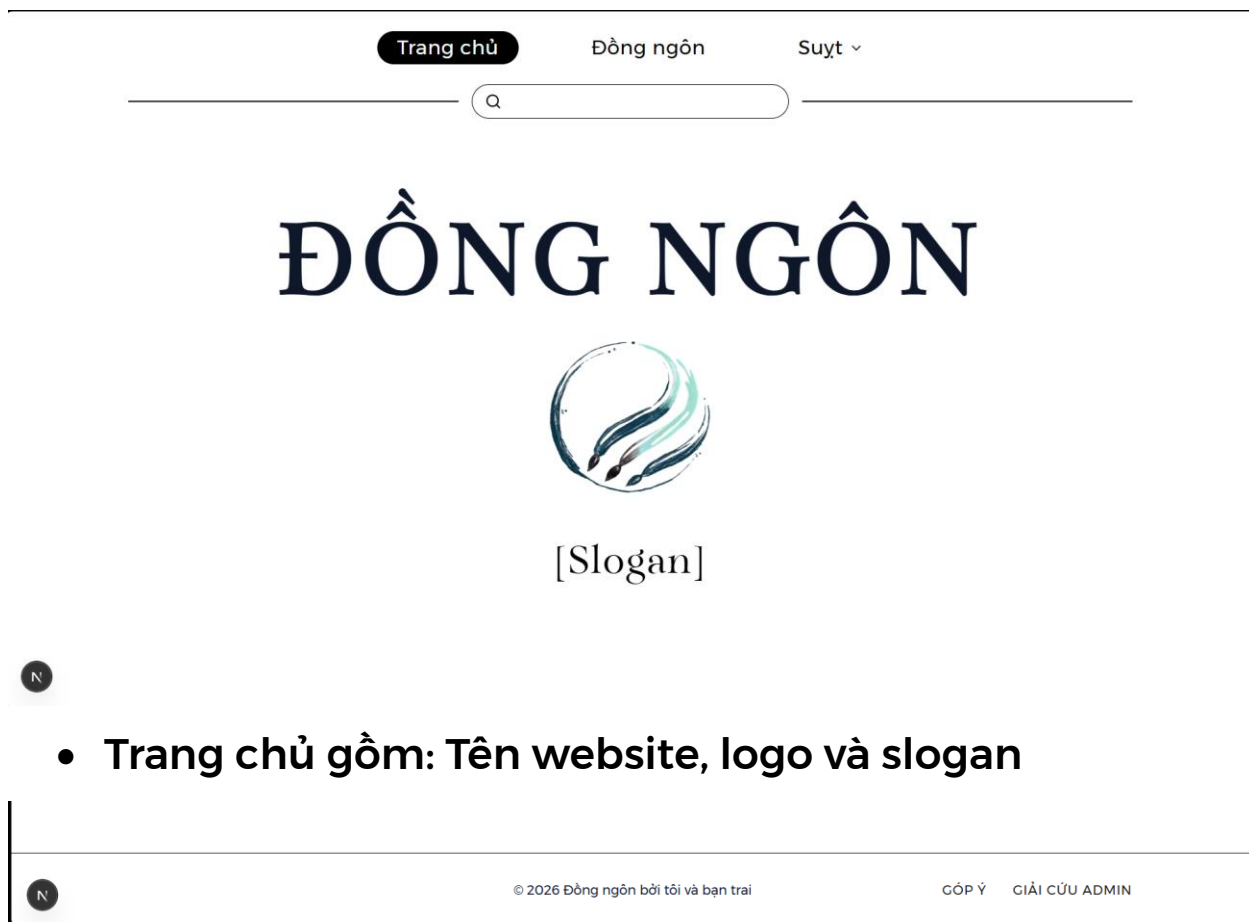 Trang chủ Đồng ngôn Suỵt
ĐỒNG NGÔN
[Slogan]
N
• Trang chủ gồm: Tên website, logo và slogan
N © 2026 Đồng ngôn bởi tôi và bạn trai GÓP Ý GIẢI CỨU ADMIN